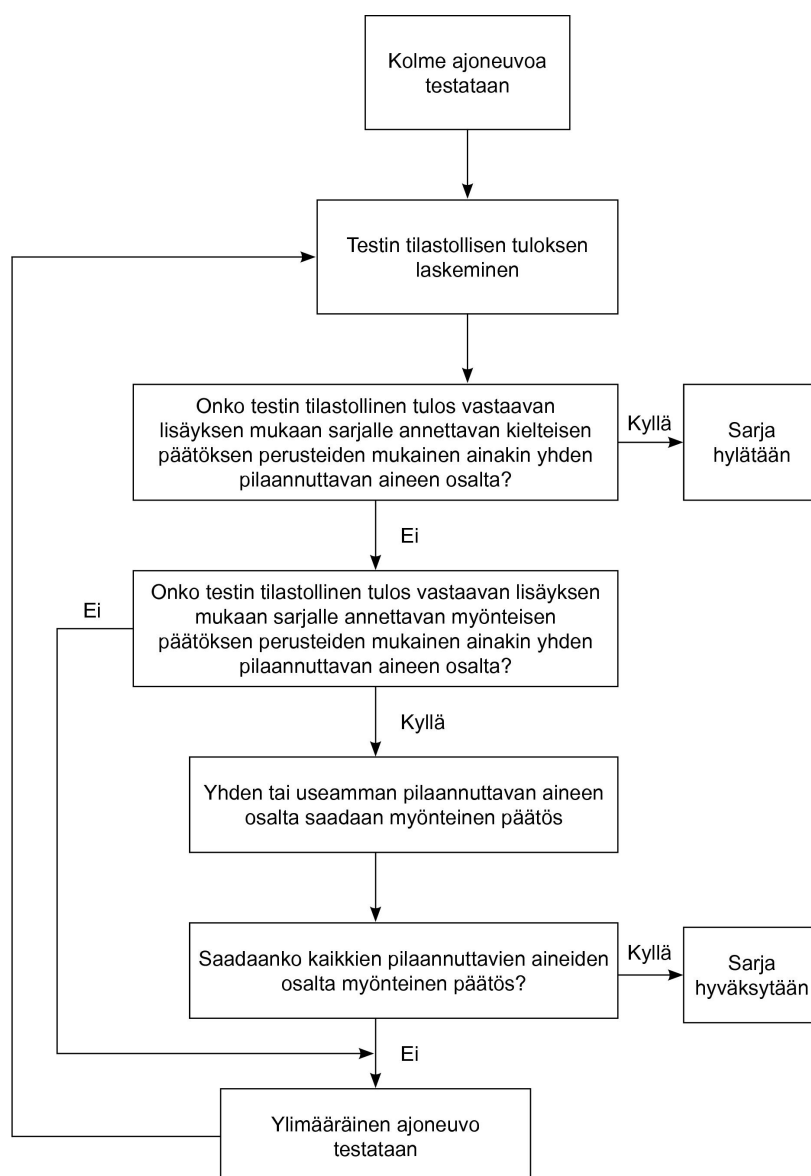 Kolme ajoneuvoa
testataan
Testin tilastollisen tuloksen
laskeminen
Onko testin tilastollinen tulos vastaavan
lisäyksen mukaan sarjalle annettavan kielteisen
päätöksen perusteiden mukainen ainakin yhden
pilaannuttavan aineen osalta?
Kyllä
Sarja
hylätään
Ei
Onko testin tilastollinen tulos vastaavan lisäyksen
mukaan sarjalle annettavan myönteisen
päätöksen perusteiden mukainen ainakin yhden
pilaannuttavan aineen osalta?
Ei
Kyllä
Yhden tai useamman pilaannuttavan aineen
osalta saadaan myönteinen päätös
Saadaanko kaikkien pilaannuttavien aineiden
osalta myönteinen päätös?
Kyllä
Sarja
hyväksytään
Ei
Ylimääräinen ajoneuvo
testataan